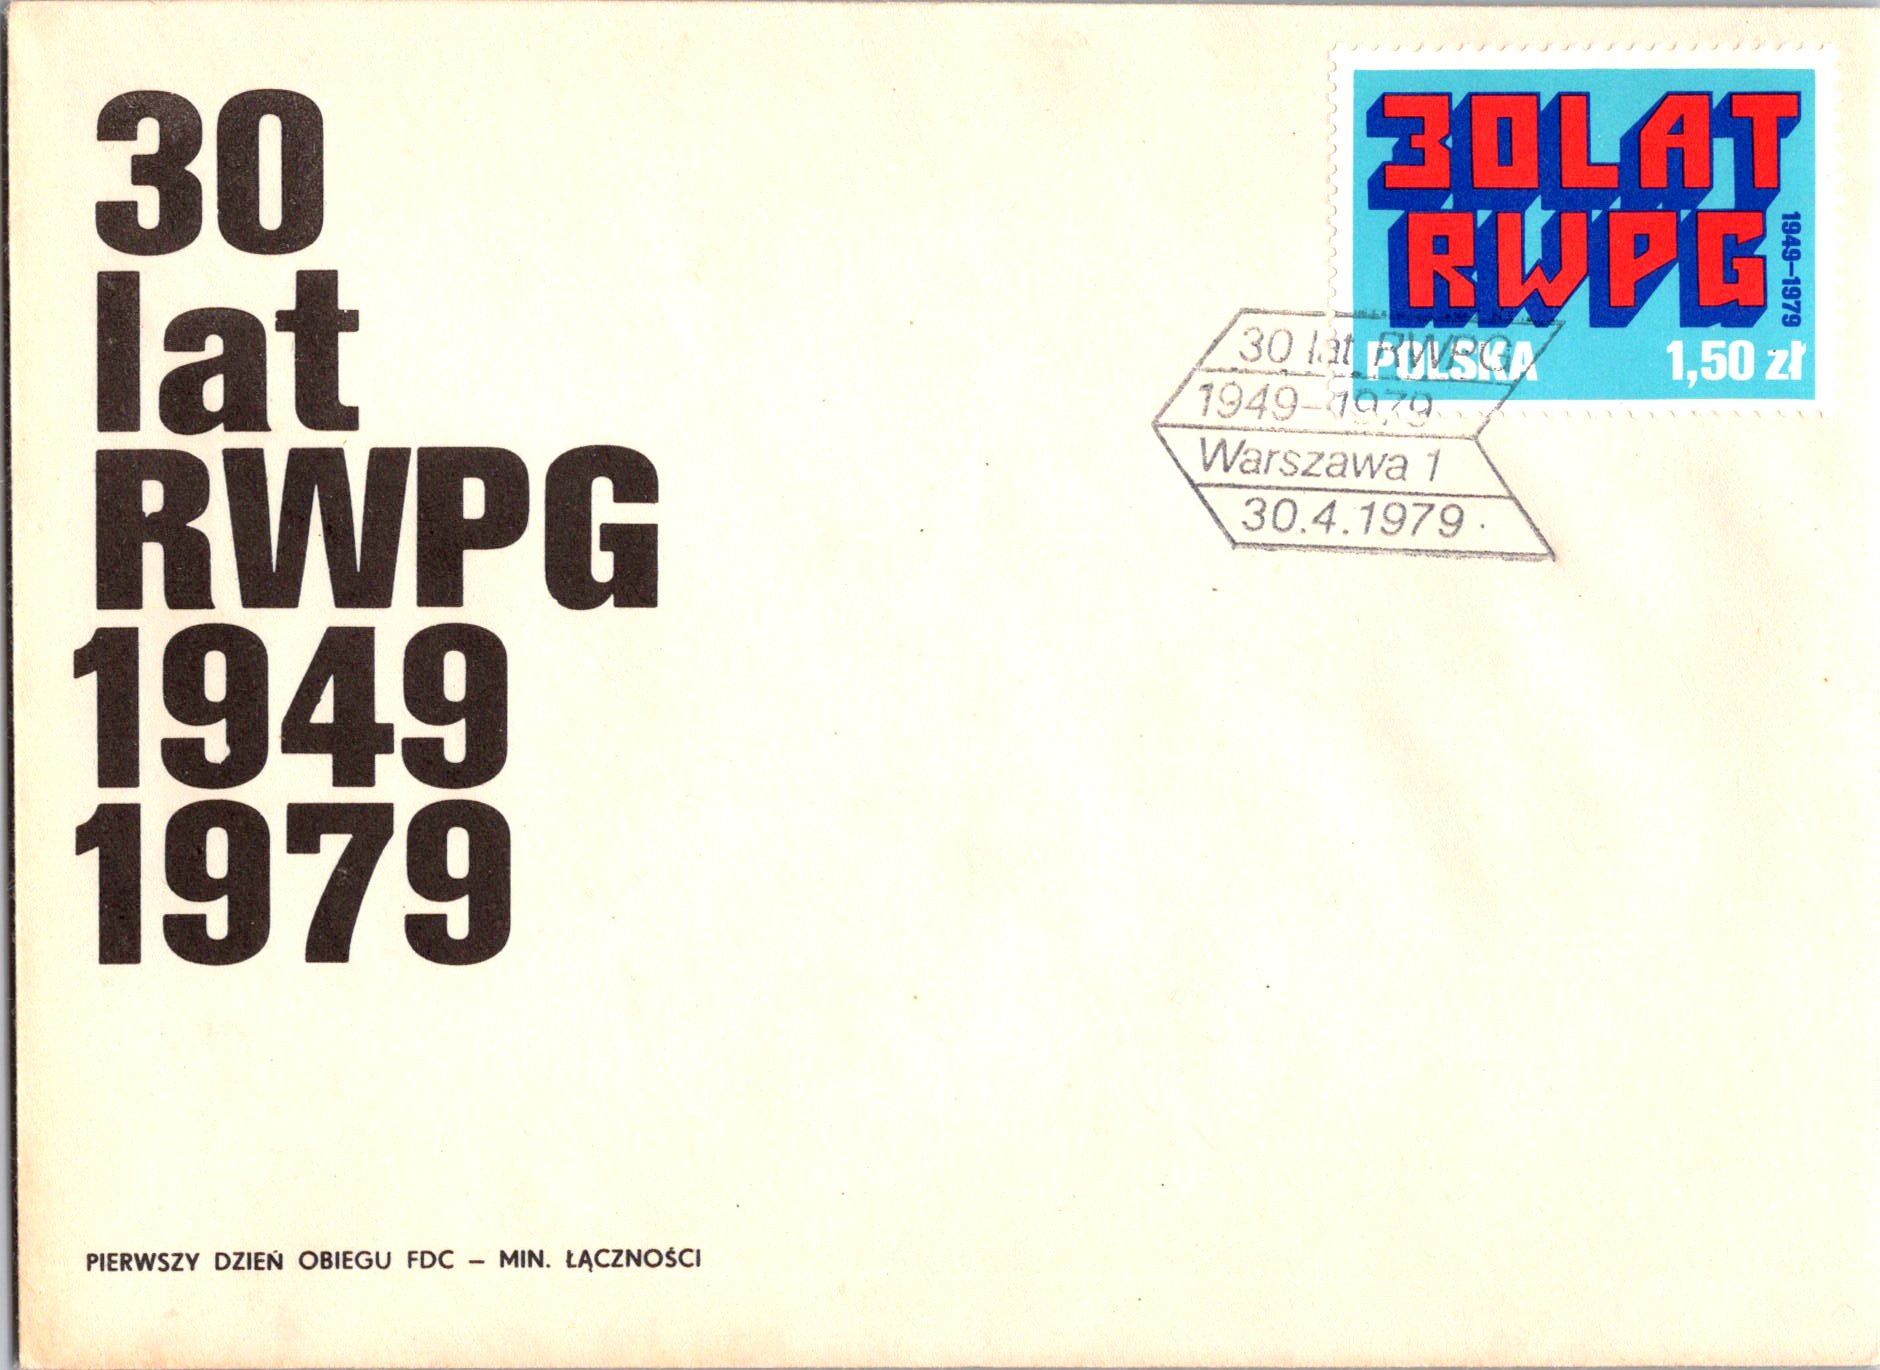 30
lat
RWPG
1949
1979
30LAT
RWPG
1949–1979
POLSKA 1,50 zł
30 lat RWPG
1949–1979
Warszawa 1
30.4.1979
PIERWSZY DZIEŃ OBIEGU FDC – MIN. ŁĄCZNOŚCI